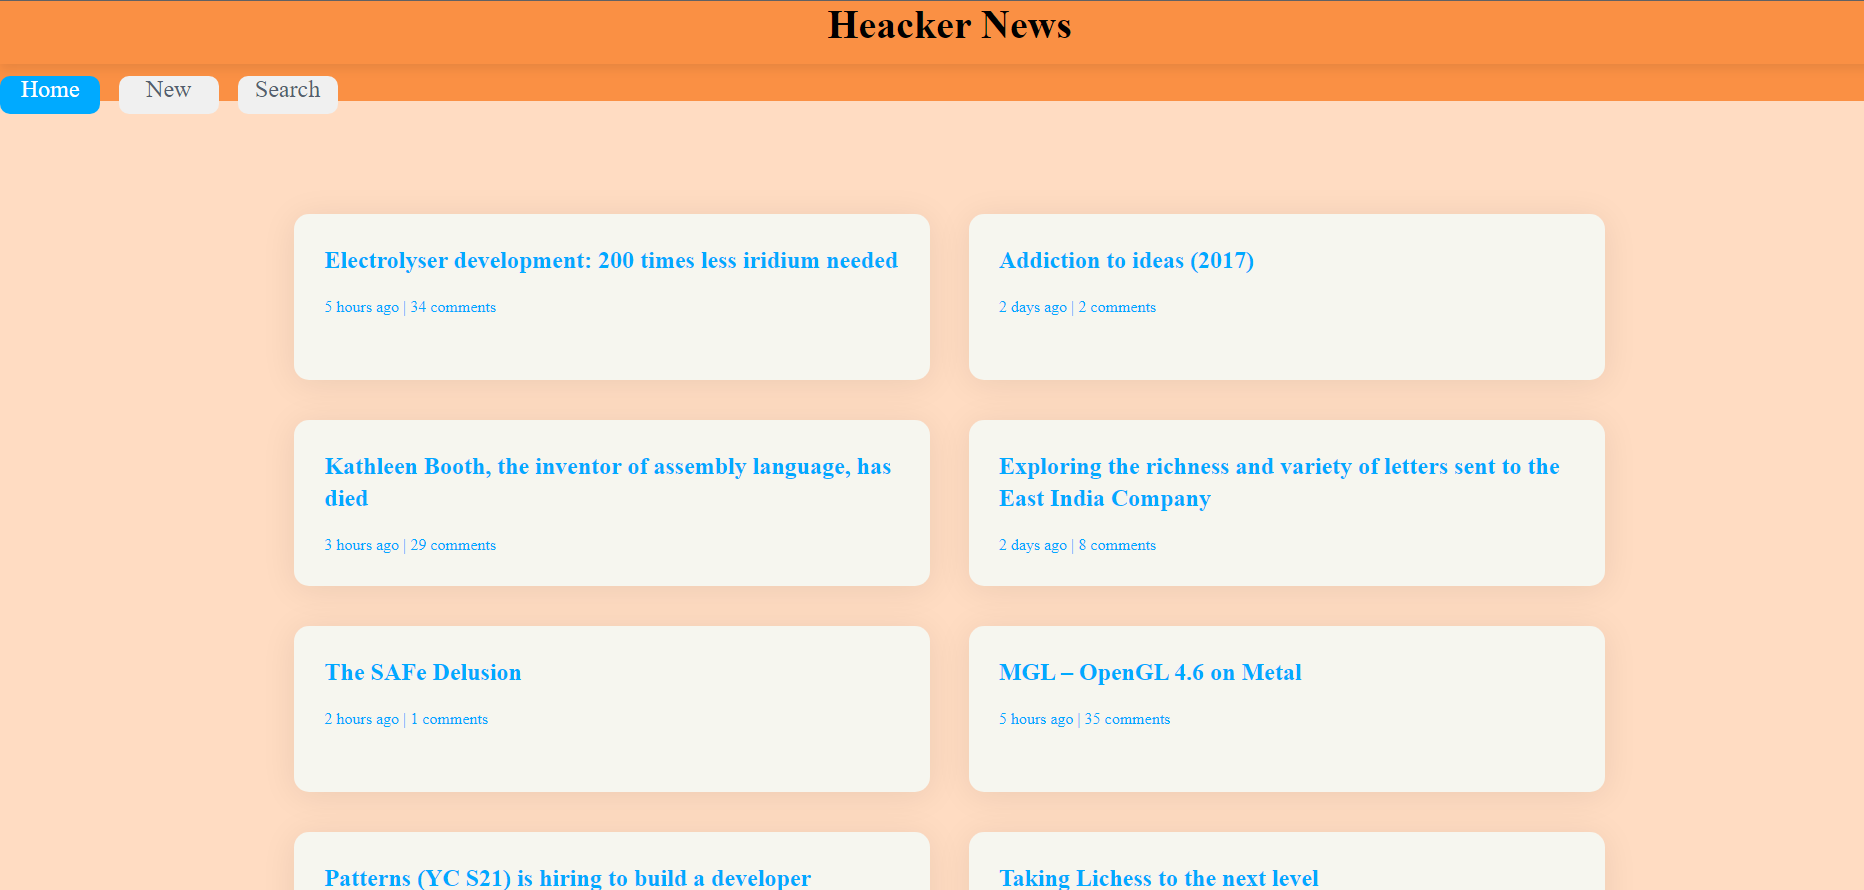 Heacker News
Home New Search
Electrolyser development: 200 times less iridium needed
5 hours ago | 34 comments
Addiction to ideas (2017)
2 days ago | 2 comments
Kathleen Booth, the inventor of assembly language, has
died
3 hours ago | 29 comments
Exploring the richness and variety of letters sent to the
East India Company
2 days ago | 8 comments
The SAFe Delusion
2 hours ago | 1 comments
MGL – OpenGL 4.6 on Metal
5 hours ago | 35 comments
Patterns (YC S21) is hiring to build a developer
Taking Lichess to the next level